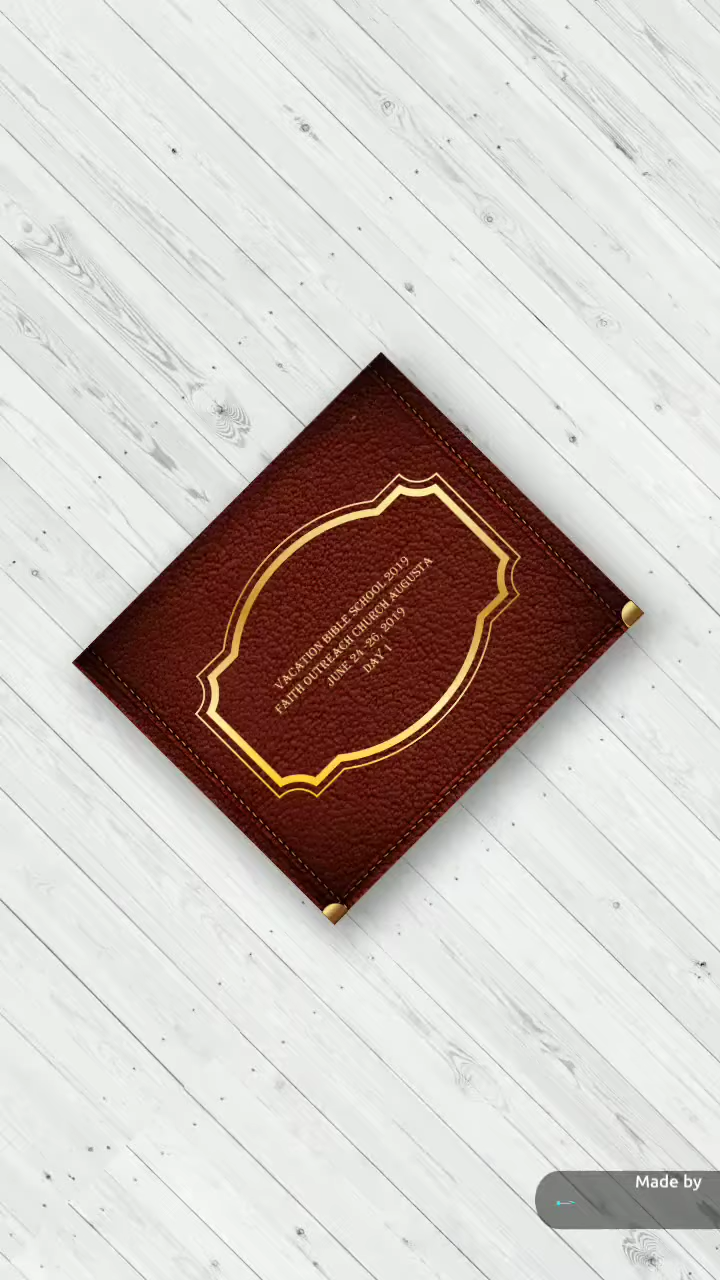 VACATION BIBLE SCHOOL 2019
FAITH OUTREACH CHURCH AUGUSTA
JUNE 24-26, 2019
DAY 1
Made by